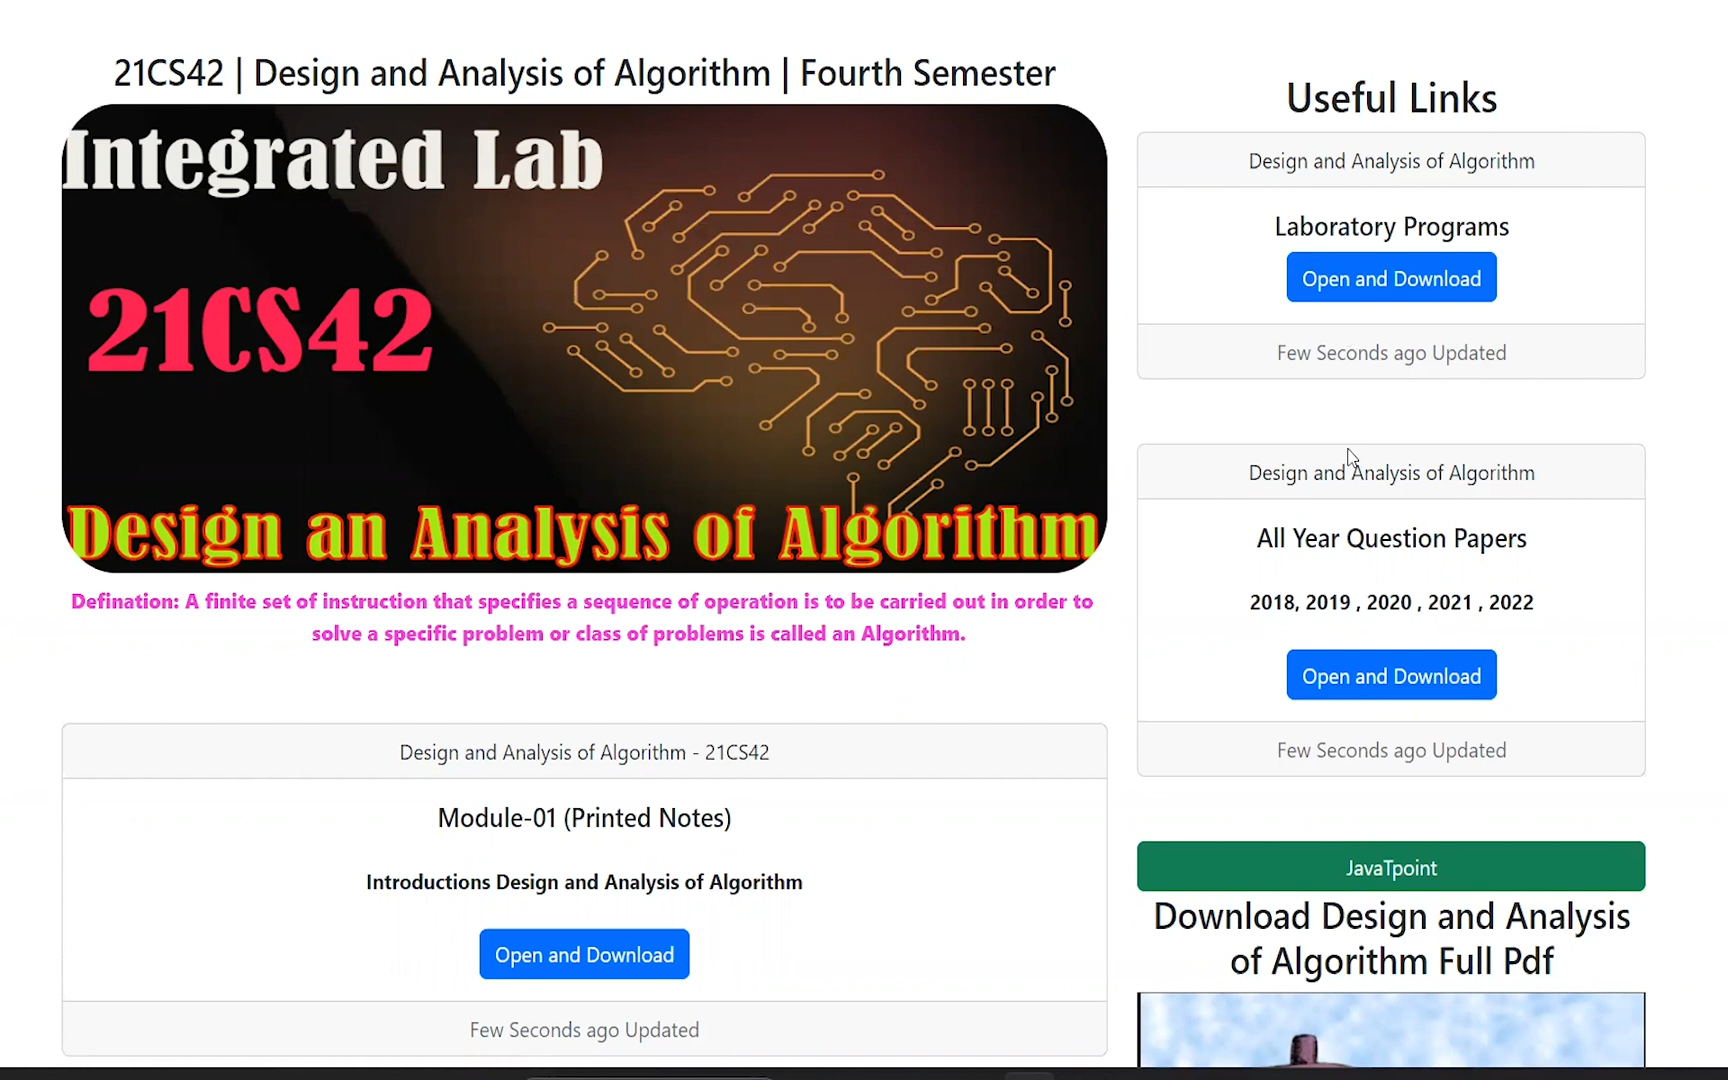 21CS42 | Design and Analysis of Algorithm | Fourth Semester
Integrated Lab
21CS42
Design an Analysis of Algorithm
Defination: A finite set of instruction that specifies a sequence of operation is to be carried out in order to
solve a specific problem or class of problems is called an Algorithm.
Design and Analysis of Algorithm - 21CS42
Module-01 (Printed Notes)
Introductions Design and Analysis of Algorithm
Open and Download
Few Seconds ago Updated
Useful Links
Design and Analysis of Algorithm
Laboratory Programs
Open and Download
Few Seconds ago Updated
Design and Analysis of Algorithm
All Year Question Papers
2018, 2019 , 2020 , 2021 , 2022
Open and Download
Few Seconds ago Updated
JavaTpoint
Download Design and Analysis
of Algorithm Full Pdf